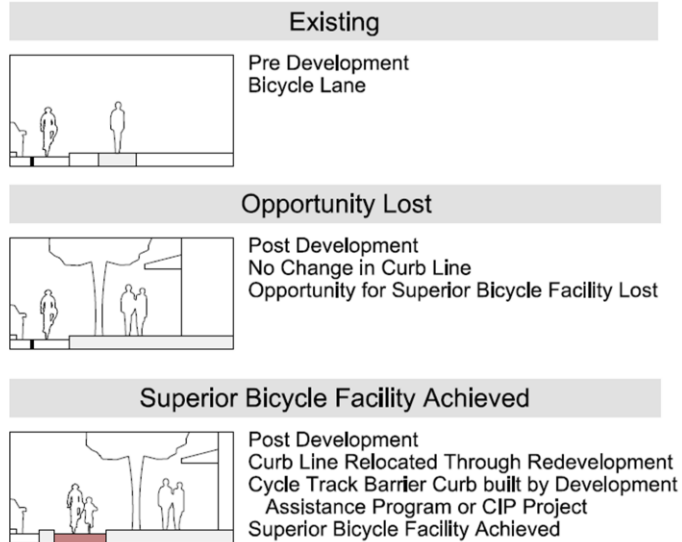 Existing
Pre Development
Bicycle Lane
Opportunity Lost
Post Development
No Change in Curb Line
Opportunity for Superior Bicycle Facility Lost
Superior Bicycle Facility Achieved
Post Development
Curb Line Relocated Through Redevelopment
Cycle Track Barrier Curb built by Development
Assistance Program or CIP Project
Superior Bicycle Facility Achieved